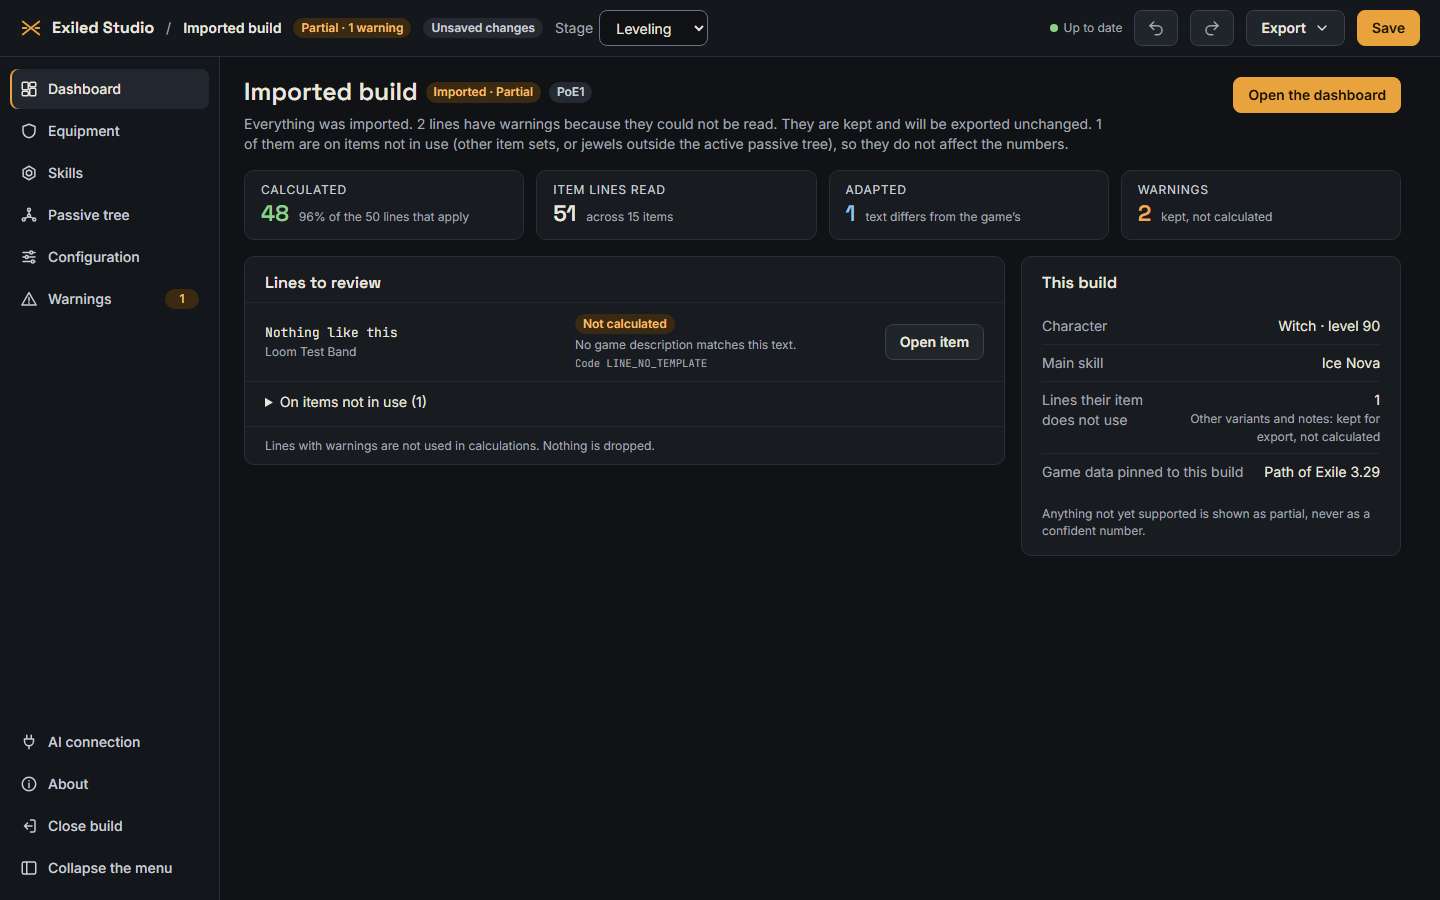 Exiled Studio / Imported build Partial · 1 warning Unsaved changes Stage Leveling Up to date Export Save
Dashboard
Equipment
Skills
Passive tree
Configuration
Warnings 1
AI connection
About
Close build
Collapse the menu
Imported build Imported · Partial PoE1
Open the dashboard
Everything was imported. 2 lines have warnings because they could not be read. They are kept and will be exported unchanged. 1
of them are on items not in use (other item sets, or jewels outside the active passive tree), so they do not affect the numbers.
CALCULATED
48 96% of the 50 lines that apply
ITEM LINES READ
51 across 15 items
ADAPTED
1 text differs from the game's
WARNINGS
2 kept, not calculated
Lines to review
Nothing like this
Loom Test Band
Not calculated
No game description matches this text.
Code LINE_NO_TEMPLATE
Open item
On items not in use (1)
Lines with warnings are not used in calculations. Nothing is dropped.
This build
Character Witch · level 90
Main skill Ice Nova
Lines their item 1
does not use Other variants and notes: kept for
export, not calculated
Game data pinned to this build Path of Exile 3.29
Anything not yet supported is shown as partial, never as a
confident number.